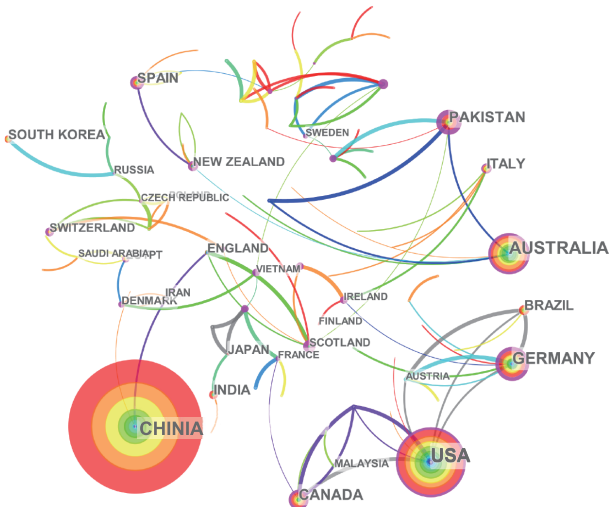 SPAIN
PAKISTAN
SOUTH KOREA
SWEDEN
NEW ZEALAND
ITALY
RUSSIA
CZECH REPUBLIC
SWITZERLAND
ENGLAND
AUSTRALIA
SAUDI ARABIA
VIETNAM
IRAN
DENMARK
IRELAND
BRAZIL
FINLAND
SCOTLAND
JAPAN
FRANCE
GERMANY
AUSTRIA
INDIA
CHINIA
USA
MALAYSIA
CANADA